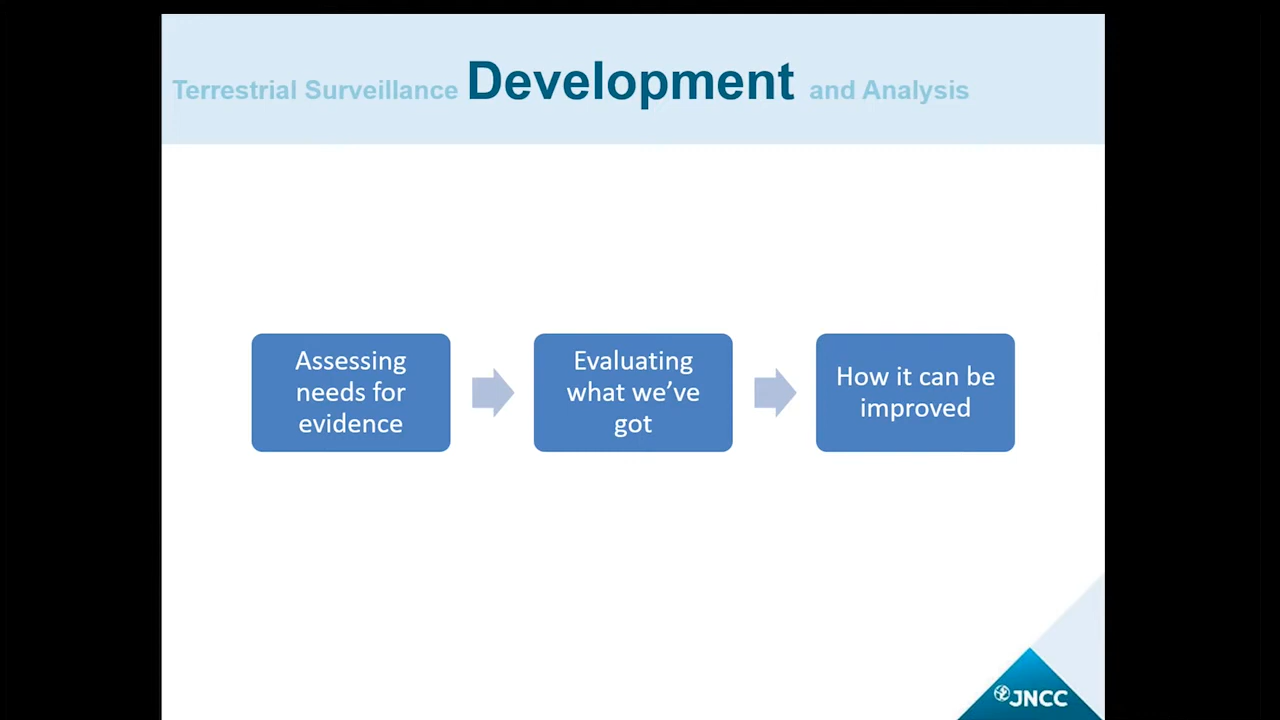 Terrestrial Surveillance Development and Analysis
Assessing
needs for
evidence
Evaluating
what we’ve
got
How it can be
improved
JNCC